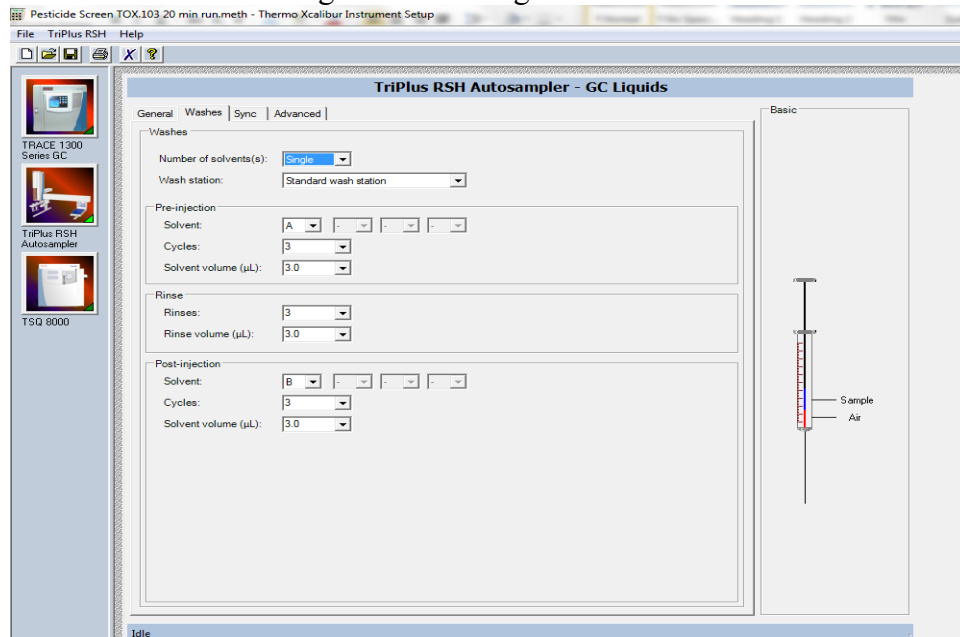 Pesticide Screen TOX.103 20 min run.meth - Thermo Xcalibur Instrument Setup
File TriPlus RSH Help
TriPlus RSH Autosampler - GC Liquids
TRACE 1300
Series GC
TriPlus RSH
Autosampler
TSQ 8000
General Washes Sync Advanced
Washes
Number of solvents(s): Single
Wash station: Standard wash station
Pre-injection
Solvent: A - - -
Cycles: 3
Solvent volume (µL): 3.0
Rinse
Rinses: 3
Rinse volume (µL): 3.0
Post-injection
Solvent: B - - -
Cycles: 3
Solvent volume (µL): 3.0
Basic
Sample
Air
Idle